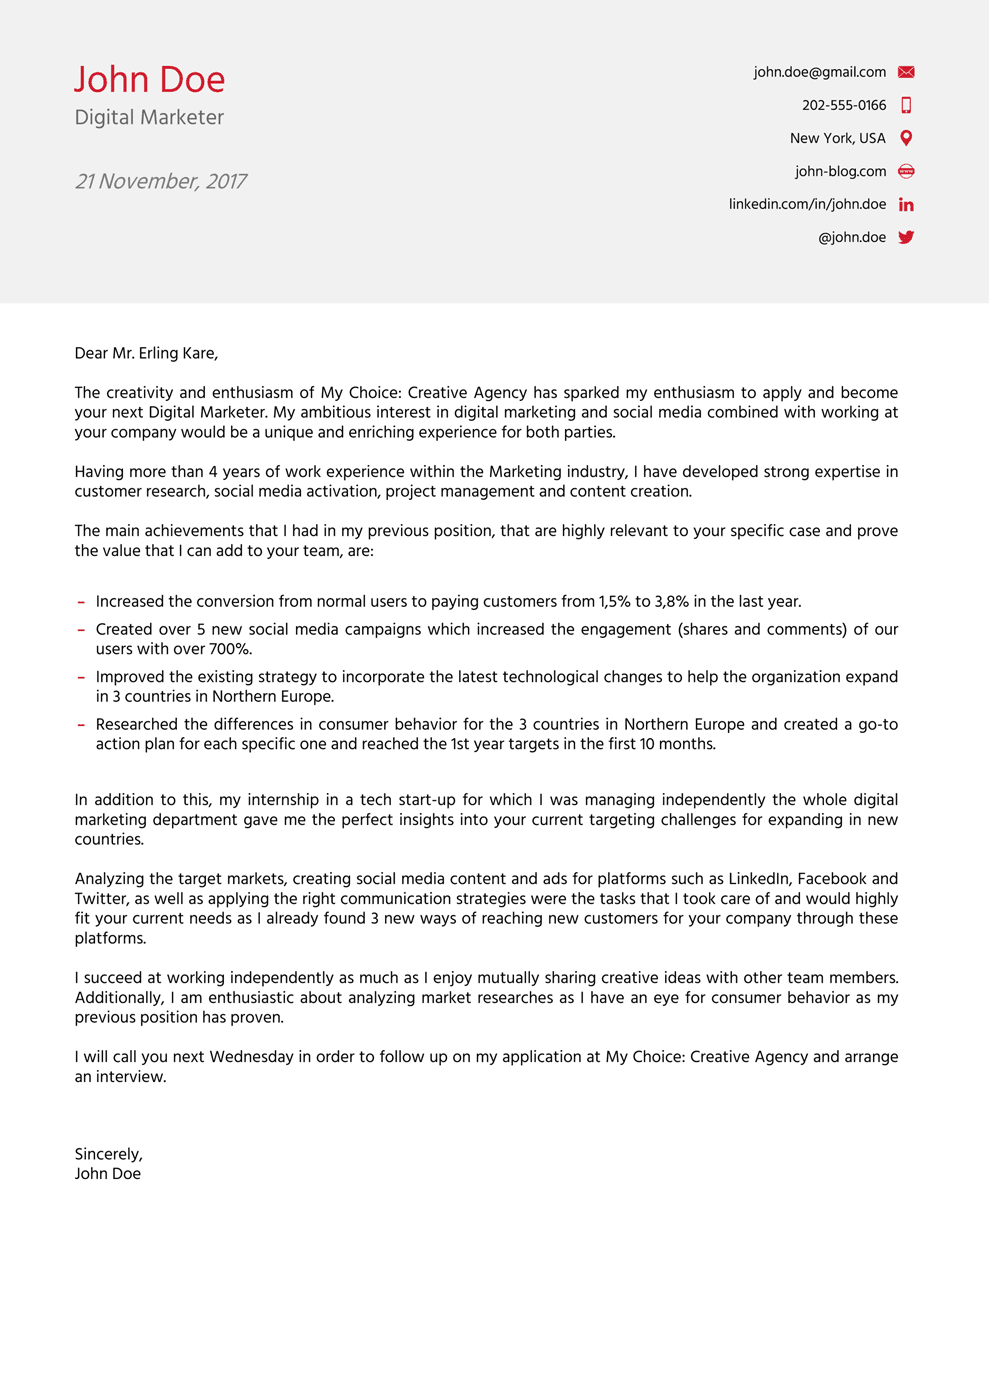 John Doe
Digital Marketer
21 November, 2017
john.doe@gmail.com
202-555-0166
New York, USA
john-blog.com
www
linkedin.com/in/john.doe
in
@john.doe
Dear Mr. Erling Kare,
The creativity and enthusiasm of My Choice: Creative Agency has sparked my enthusiasm to apply and become
your next Digital Marketer. My ambitious interest in digital marketing and social media combined with working at
your company would be a unique and enriching experience for both parties.
Having more than 4 years of work experience within the Marketing industry, I have developed strong expertise in
customer research, social media activation, project management and content creation.
The main achievements that I had in my previous position, that are highly relevant to your specific case and prove
the value that I can add to your team, are:
– Increased the conversion from normal users to paying customers from 1,5% to 3,8% in the last year.
– Created over 5 new social media campaigns which increased the engagement (shares and comments) of our
users with over 700%.
– Improved the existing strategy to incorporate the latest technological changes to help the organization expand
in 3 countries in Northern Europe.
– Researched the differences in consumer behavior for the 3 countries in Northern Europe and created a go-to
action plan for each specific one and reached the 1st year targets in the first 10 months.
In addition to this, my internship in a tech start-up for which I was managing independently the whole digital
marketing department gave me the perfect insights into your current targeting challenges for expanding in new
countries.
Analyzing the target markets, creating social media content and ads for platforms such as LinkedIn, Facebook and
Twitter, as well as applying the right communication strategies were the tasks that I took care of and would highly
fit your current needs as I already found 3 new ways of reaching new customers for your company through these
platforms.
I succeed at working independently as much as I enjoy mutually sharing creative ideas with other team members.
Additionally, I am enthusiastic about analyzing market researches as I have an eye for consumer behavior as my
previous position has proven.
I will call you next Wednesday in order to follow up on my application at My Choice: Creative Agency and arrange
an interview.
Sincerely,
John Doe